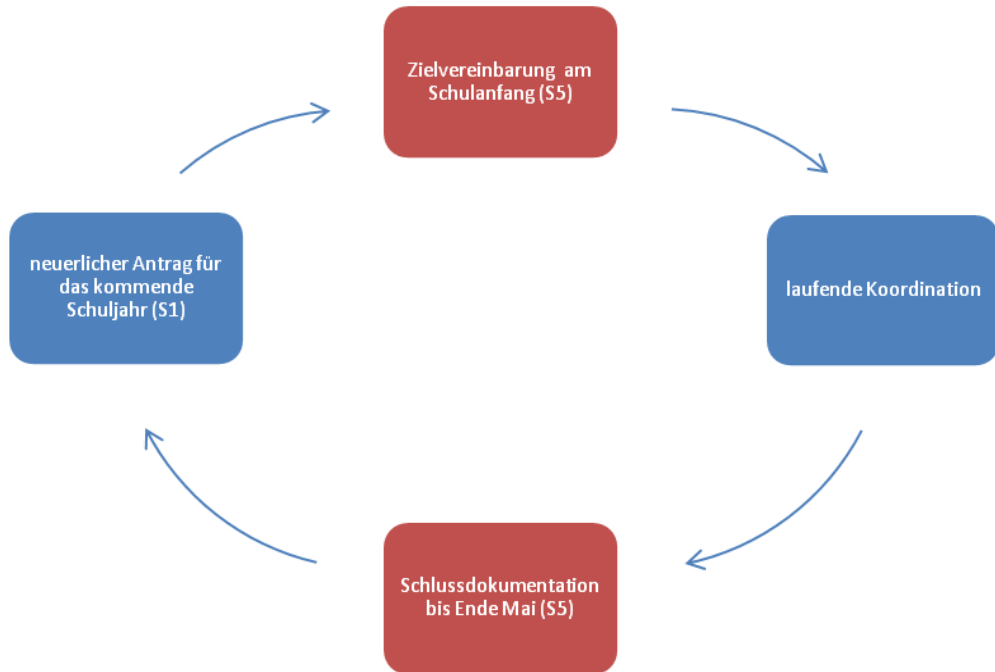 Zielvereinbarung am
Schulanfang (S5)
neuerlicher Antrag für
das kommende
Schuljahr (S1)
laufende Koordination
Schlussdokumentation
bis Ende Mai (S5)